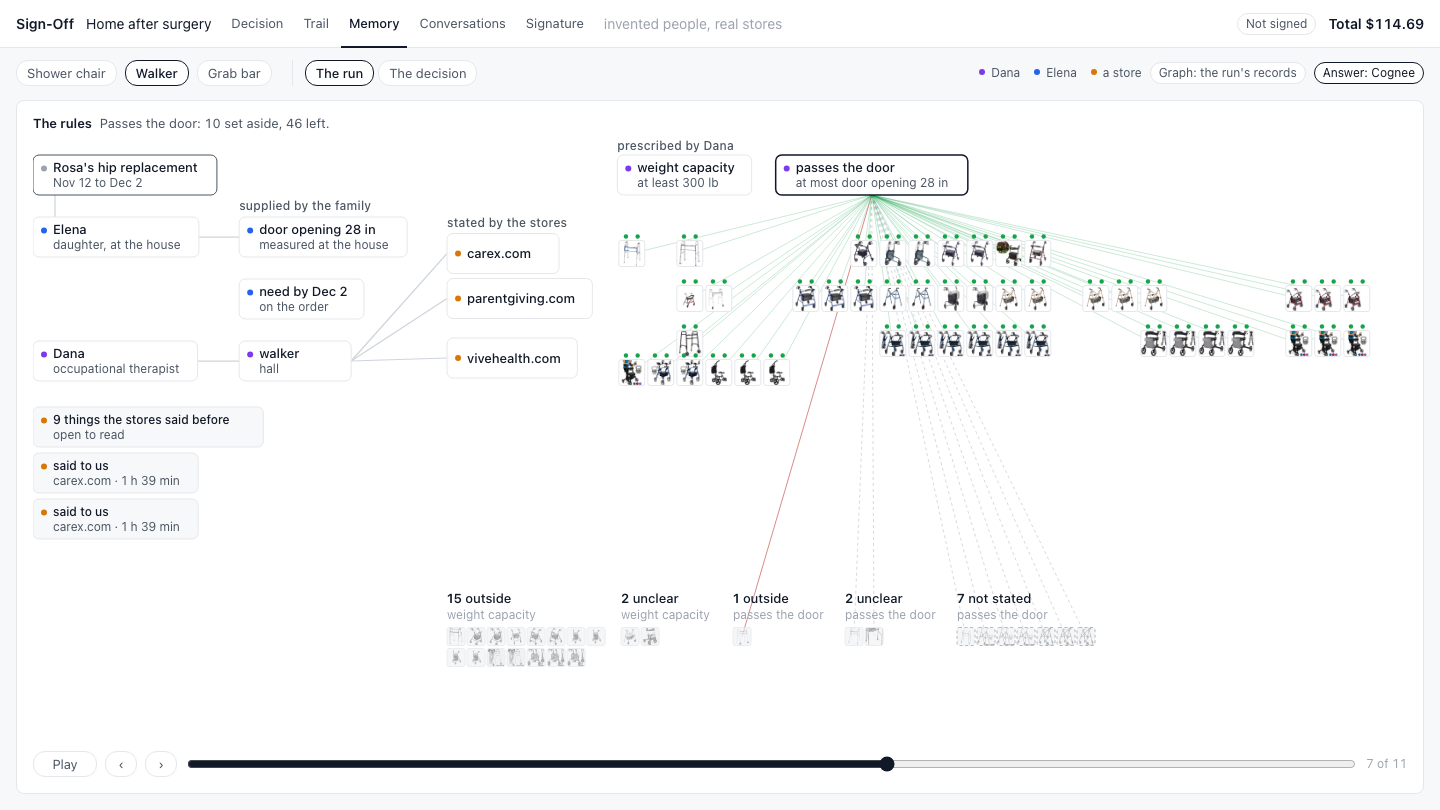 Sign-Off Home after surgery Decision Trail Memory Conversations Signature invented people, real stores Not signed Total $114.69
Shower chair Walker Grab bar The run The decision Dana Elena a store Graph: the run's records Answer: Cognee
The rules Passes the door: 10 set aside, 46 left.
prescribed by Dana
Rosa's hip replacement
Nov 12 to Dec 2
weight capacity
at least 300 lb
passes the door
at most door opening 28 in
supplied by the family
stated by the stores
Elena
daughter, at the house
door opening 28 in
measured at the house
carex.com
need by Dec 2
on the order
parentgiving.com
Dana
occupational therapist
walker
hall
vivehealth.com
9 things the stores said before
open to read
said to us
carex.com · 1 h 39 min
said to us
carex.com · 1 h 39 min
15 outside
weight capacity
2 unclear
weight capacity
1 outside
passes the door
2 unclear
passes the door
7 not stated
passes the door
Play ‹ › 7 of 11